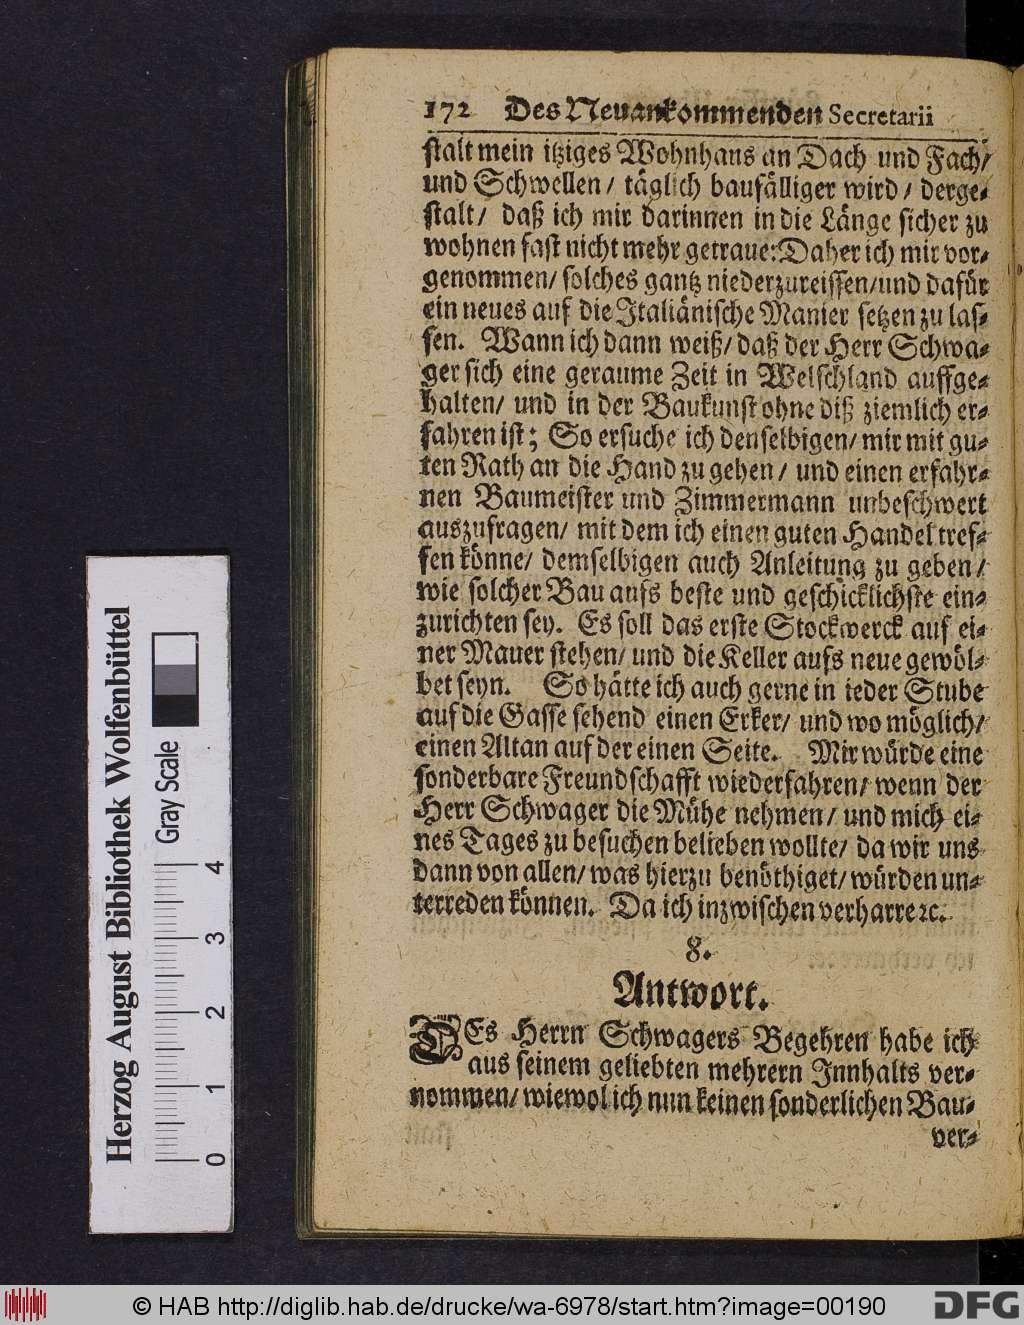 172 Des Neuankommenden Secretarii
stalt mein itziges Wohnhaus an Dach und Fach/
und Schwellen / täglich baufälliger wird / derge-
stalt / daß ich mir darinnen in die Länge sicher zu
wohnen fast nicht mehr getraue: Daher ich mir vor-
genommen / solches gantz niederzureissen / und dafür
ein neues auf die Italiänische Manier setzen zu las-
sen. Wann ich dann weiß / daß der Herr Schwa-
ger sich eine geraume Zeit in Welschland auffge-
halten / und in der Baukunst ohne diß ziemlich er-
fahren ist; So ersuche ich denselbigen / mir mit gu-
ten Rath an die Hand zu gehen / und einen erfahr-
nen Baumeister und Zimmermann unbeschwert
auszufragen / mit dem ich einen guten Handel tref-
fen könne / demselbigen auch Anleitung zu geben /
wie solcher Bau aufs beste und geschicklichste ein-
zurichten sey. Es soll das erste Stockwerck auf ei-
ner Mauer stehen / und die Keller aufs neue gewöl-
bet seyn. So hätte ich auch gerne in ieder Stube
auf die Gasse sehend einen Erker / und wo möglich /
einen Altan auf der einen Seite. Mir würde eine
sonderbare Freundschafft wiederfahren / wenn der
Herr Schwager die Mühe nehmen / und mich ei-
nes Tages zu besuchen belieben wollte / da wir uns
dann von allen / was hierzu benöthiget / würden un-
terreden können. Da ich inzwischen verharre ꝛc.
8.
Antwort.
DEs Herrn Schwagers Begehren habe ich
aus seinem geliebten mehrern Innhalts ver-
nommen / wiewol ich nun keinen sonderlichen Bau-
ver-
Herzog August Bibliothek Wolfenbüttel
Gray Scale
0 1 2 3 4
© HAB http://diglib.hab.de/drucke/wa-6978/start.htm?image=00190
DFG